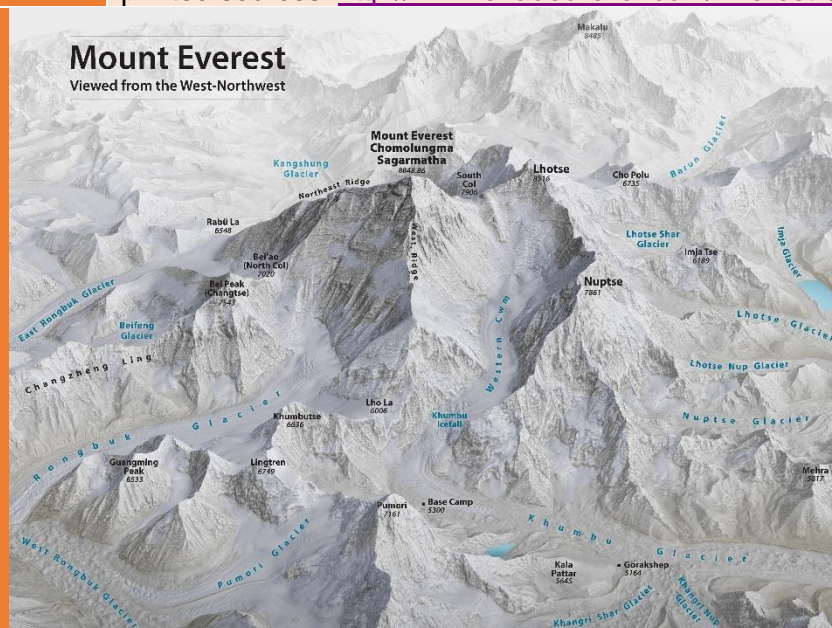 Mount Everest
Viewed from the West-Northwest
Makalu
8485
Mount Everest
Chomolungma
Sagarmatha
8848.86
Kangshung
Glacier
Northeast Ridge
South
Col
7906
Lhotse
8516
Cho Polu
6735
Barun Glacier
Rabü La
6548
Bei'ao
(North Col)
7020
West Ridge
Lhotse Shar
Glacier
Imja Tse
6189
Imja Glacier
Bei Peak
(Changtse)
7543
Nuptse
7861
East Rongbuk Glacier
Beifeng
Glacier
Western Cwm
Lhotse Glacier
Changzheng Ling
Lhotse Nup Glacier
Rongbuk Glacier
Khumbutse
6636
Lho La
6006
Khumbu
Icefall
Nuptse Glacier
Guangming
Peak
6533
Lingtren
6749
Mehra
5817
Pumori
7161
Base Camp
5300
Khumbu Glacier
West Rongbuk Glacier
Pumori Glacier
Kala
Pattar
5645
Gorakshep
5164
Khangri Shar Glacier
Khangri Nup
Glacier